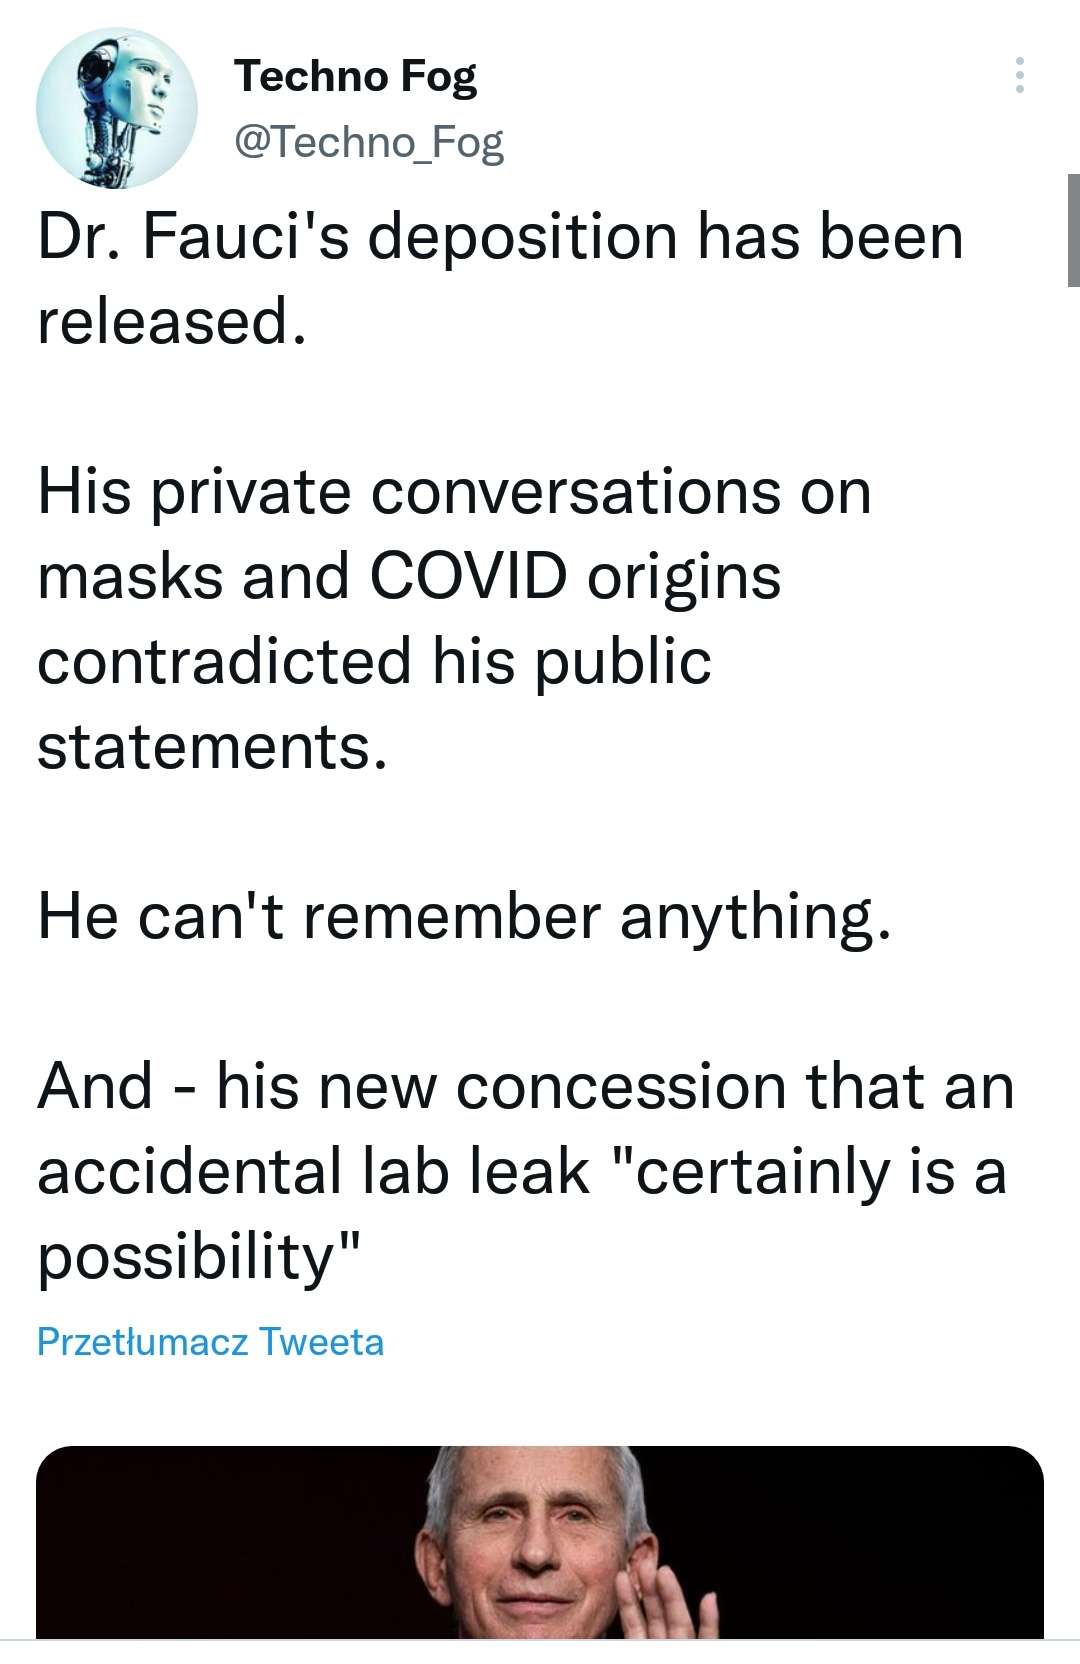 Techno Fog
@Techno_Fog
Dr. Fauci's deposition has been
released.
His private conversations on
masks and COVID origins
contradicted his public
statements.
He can't remember anything.
And - his new concession that an
accidental lab leak "certainly is a
possibility"
Przetłumacz Tweeta